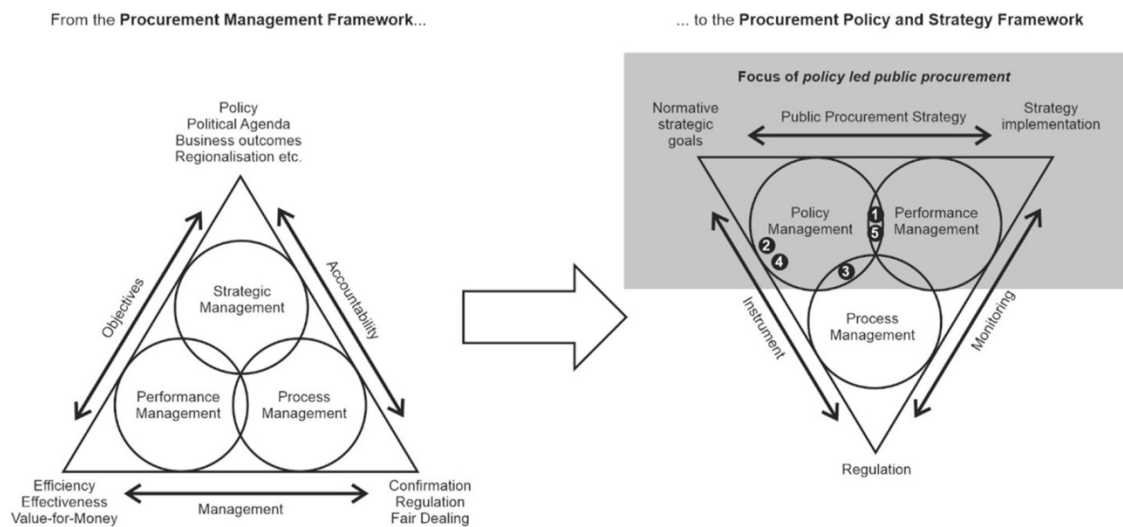 From the Procurement Management Framework...
... to the Procurement Policy and Strategy Framework
Policy
Political Agenda
Business outcomes
Regionalisation etc.
Objectives
Accountability
Strategic
Management
Performance
Management
Process
Management
Efficiency
Effectiveness
Value-for-Money
Management
Confirmation
Regulation
Fair Dealing
Focus of policy led public procurement
Normative
strategic
goals
Public Procurement Strategy
Strategy
implementation
Policy
Management
1
5
Performance
Management
2
4
3
Process
Management
Instrument
Monitoring
Regulation